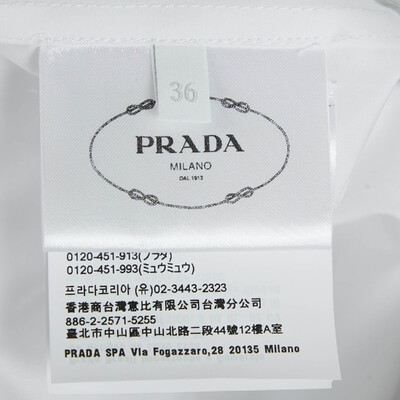 36
PRADA
MILANO
DAL 1913
0120-451-913(プラダ)
0120-451-993(ミュウミュウ)
프라다코리아 (유)02-3443-2323
香港商台灣意比有限公司台灣分公司
886-2-2571-5255
臺北市中山區中山北路二段44號12樓A室
PRADA SPA Via Fogazzaro,28 20135 Milano